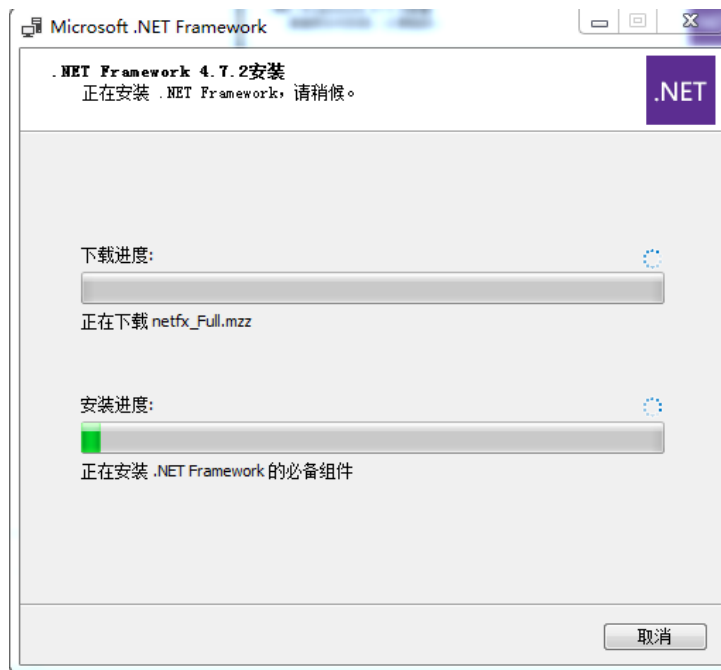 Microsoft .NET Framework
.NET Framework 4.7.2安装
正在安装 .NET Framework，请稍候。
.NET
下载进度:
正在下载 netfx_Full.mzz
安装进度:
正在安装 .NET Framework 的必备组件
取消